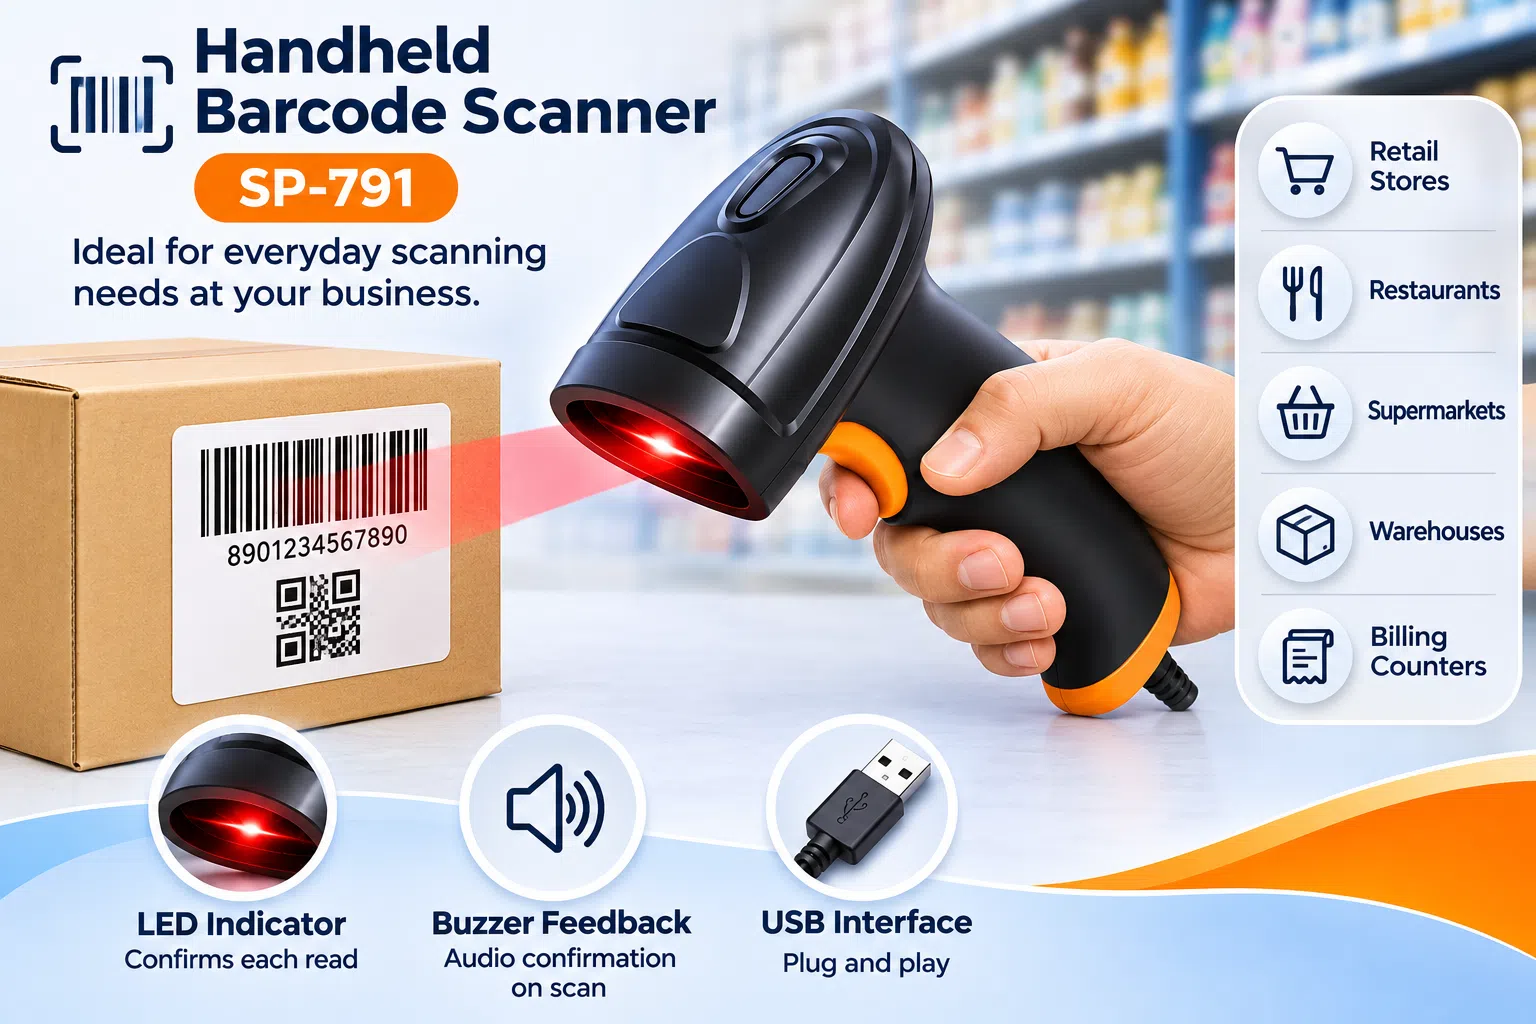 Handheld
Barcode Scanner
SP-791
Ideal for everyday scanning
needs at your business.
8901234567890
Retail
Stores
Restaurants
Supermarkets
Warehouses
Billing
Counters
LED Indicator
Confirms each read
Buzzer Feedback
Audio confirmation
on scan
USB Interface
Plug and play